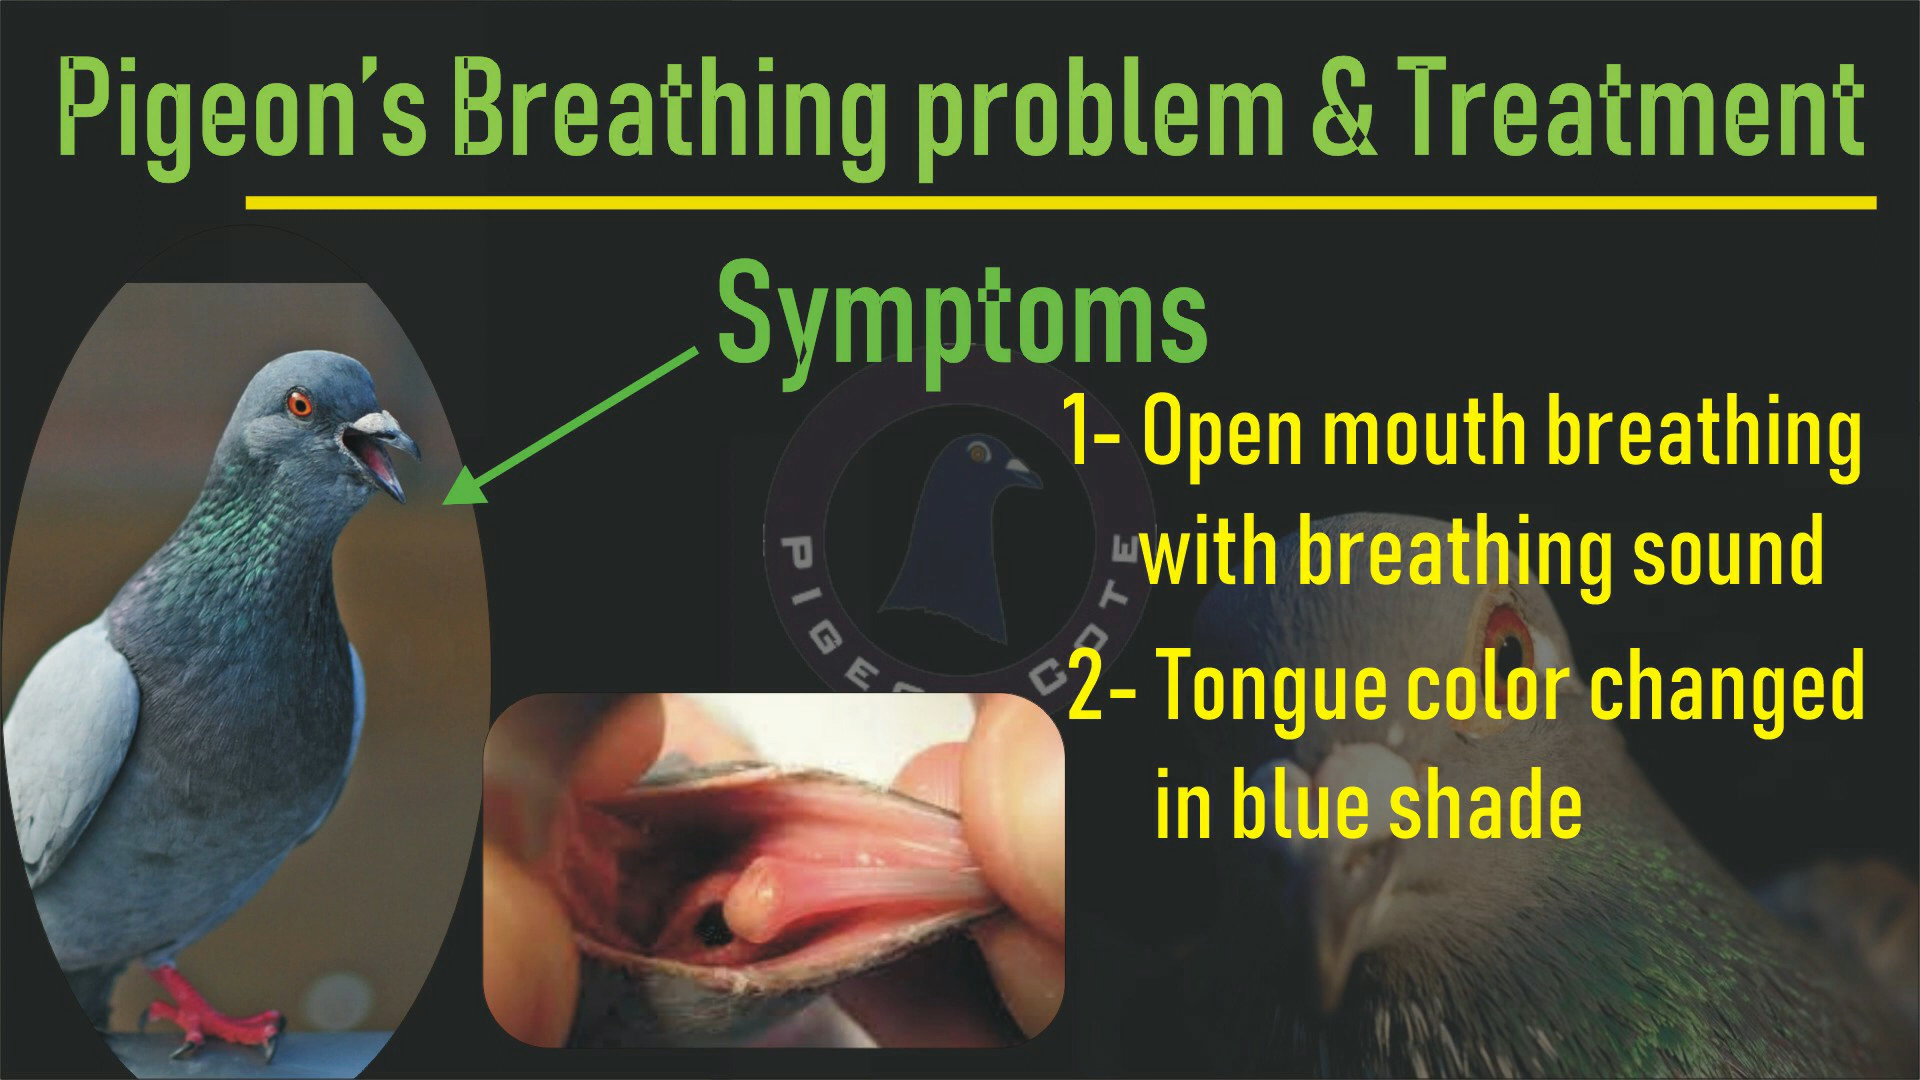 Pigeon's Breathing problem & Treatment
Symptoms
1- Open mouth breathing
with breathing sound
2- Tongue color changed
in blue shade
COTE